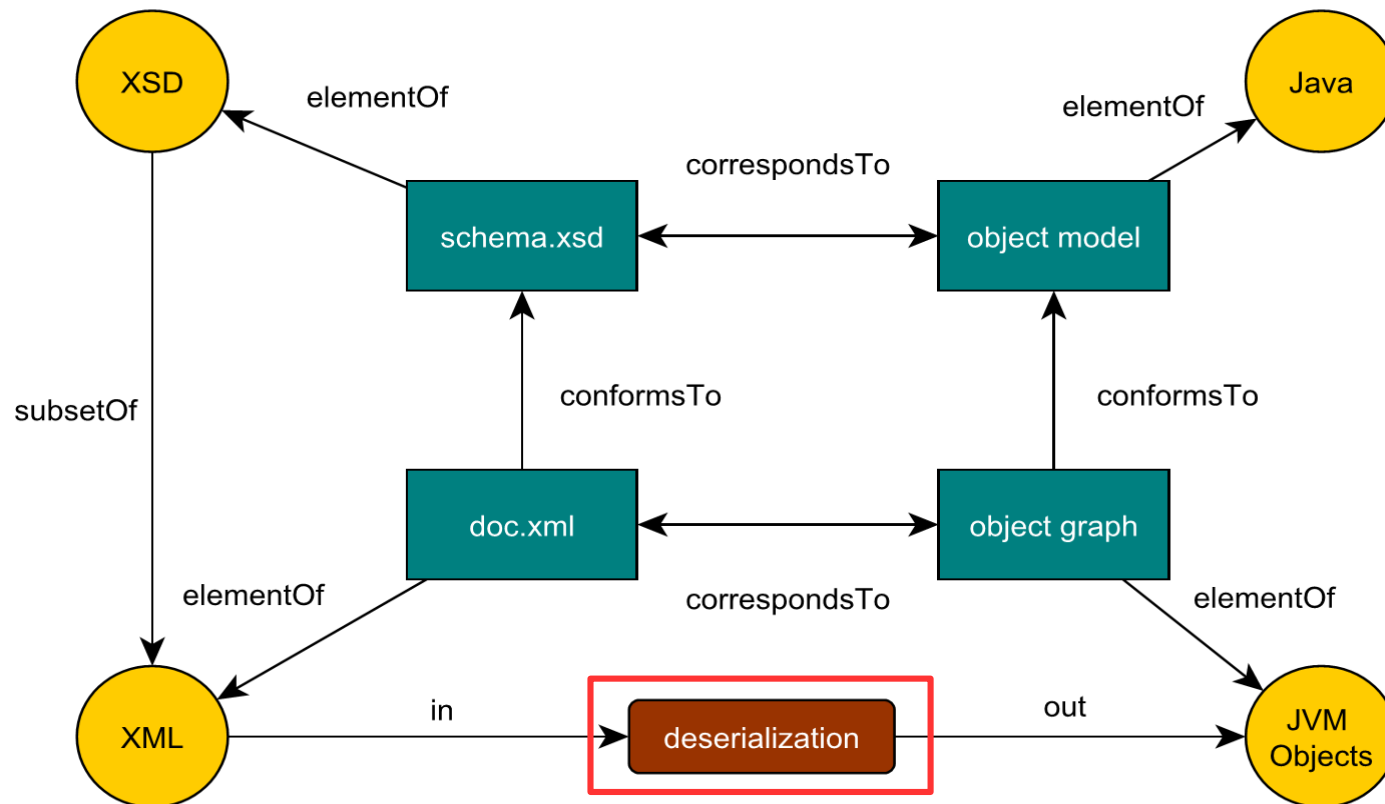 XSD
Java
elementOf
elementOf
correspondsTo
schema.xsd
object model
subsetOf
conformsTo
conformsTo
doc.xml
object graph
elementOf
correspondsTo
elementOf
in
out
XML
deserialization
JVM
Objects